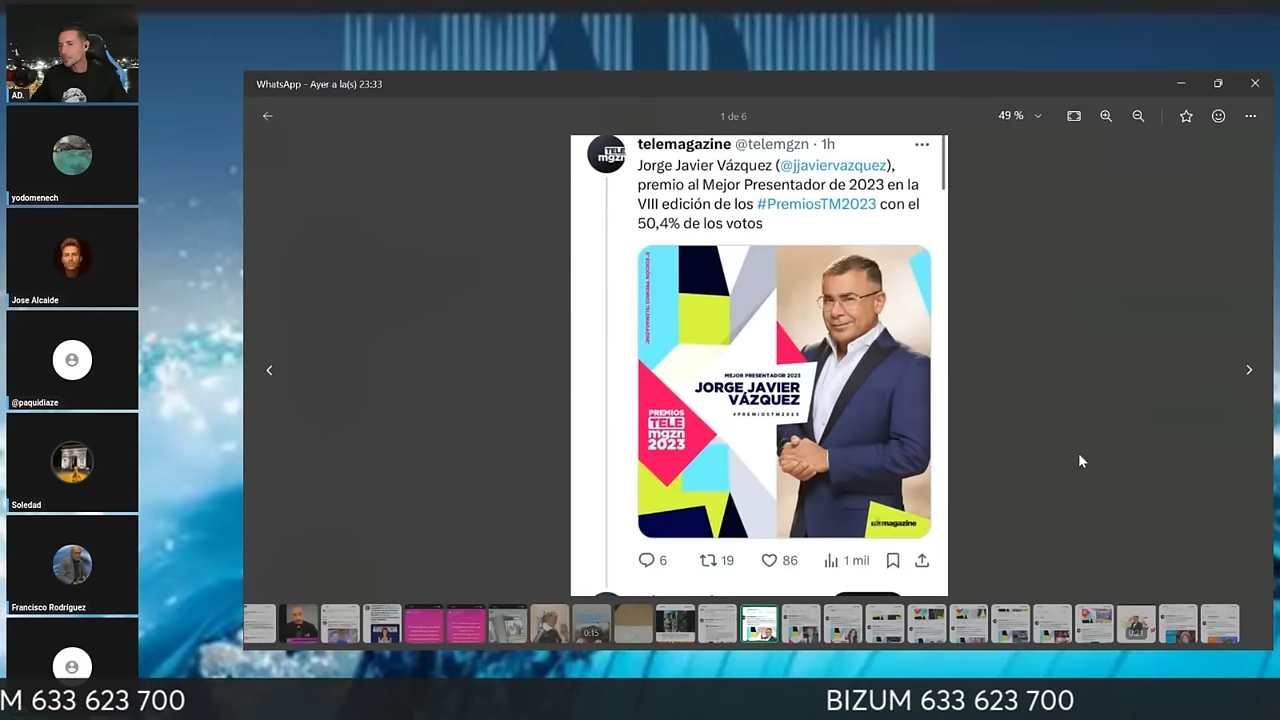 AD.
yodomenech
Jose Alcaide
@paquidiaze
Soledad
Francisco Rodríguez
WhatsApp - Ayer a la(s) 23:33
1 de 6
49 %
telemagazine @telemgzn · 1h
Jorge Javier Vázquez (@jjaviervazquez),
premio al Mejor Presentador de 2023 en la
VIII edición de los #PremiosTM2023 con el
50,4% de los votos
MEJOR PRESENTADOR 2023
JORGE JAVIER
VÁZQUEZ
#PREMIOSTM2023
PREMIOS
TELE
mgzn
2023
telemagazine
6
19
86
1 mil
0:15
0:21
M 633 623 700
BIZUM 633 623 700